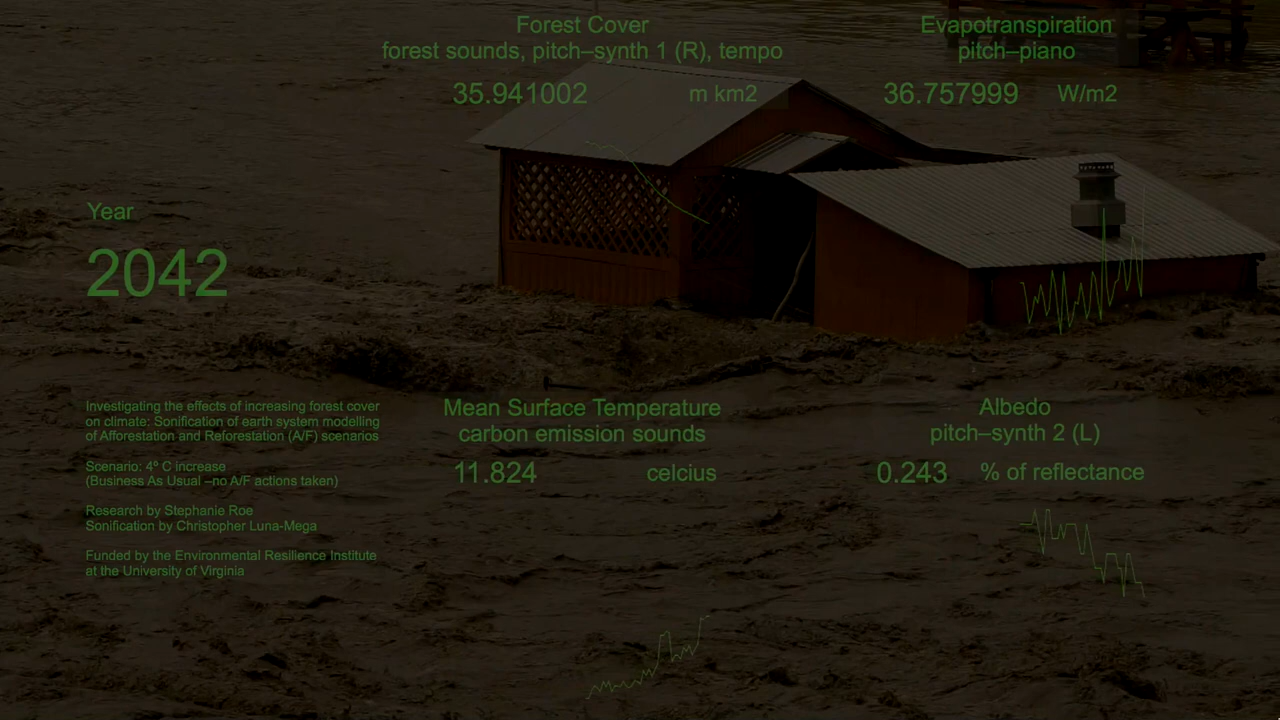 Forest Cover
forest sounds, pitch–synth 1 (R), tempo
35.941002 m km2
Evapotranspiration
pitch–piano
36.757999 W/m2
Year
2042
Investigating the effects of increasing forest cover
on climate: Sonification of earth system modelling
of Afforestation and Reforestation (A/F) scenarios
Scenario: 4º C increase
(Business As Usual –no A/F actions taken)
Research by Stephanie Roe
Sonification by Christopher Luna-Mega
Funded by the Environmental Resilience Institute
at the University of Virginia
Mean Surface Temperature
carbon emission sounds
11.824 celcius
Albedo
pitch–synth 2 (L)
0.243 % of reflectance